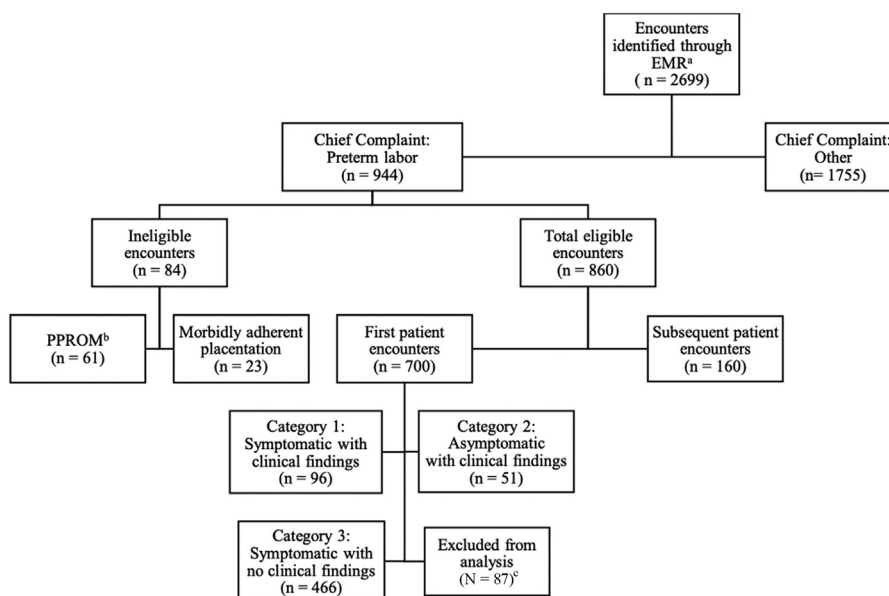 Encounters
identified through
EMRᵃ
( n = 2699)
Chief Complaint:
Preterm labor
(n = 944)
Chief Complaint:
Other
(n= 1755)
Ineligible
encounters
(n = 84)
Total eligible
encounters
(n = 860)
PPROMᵇ
(n = 61)
Morbidly adherent
placentation
(n = 23)
First patient
encounters
(n = 700)
Subsequent patient
encounters
(n = 160)
Category 1:
Symptomatic with
clinical findings
(n = 96)
Category 2:
Asymptomatic
with clinical findings
(n = 51)
Category 3:
Symptomatic with
no clinical findings
(n = 466)
Excluded from
analysis
(N = 87)ᶜ